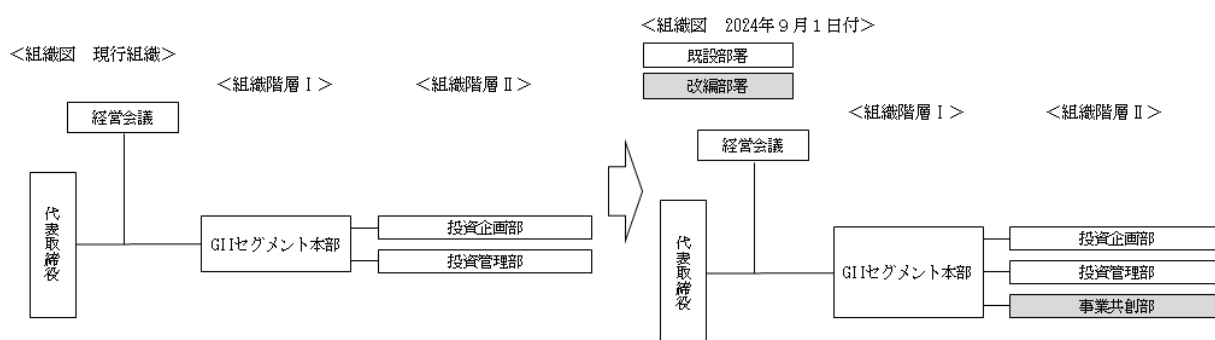 <組織図　現行組織>
<組織階層Ⅰ>
<組織階層Ⅱ>
経営会議
代表取締役
GIIセグメント本部
投資企画部
投資管理部
<組織図　2024年９月１日付>
既設部署
改編部署
<組織階層Ⅰ>
<組織階層Ⅱ>
経営会議
代表取締役
GIIセグメント本部
投資企画部
投資管理部
事業共創部